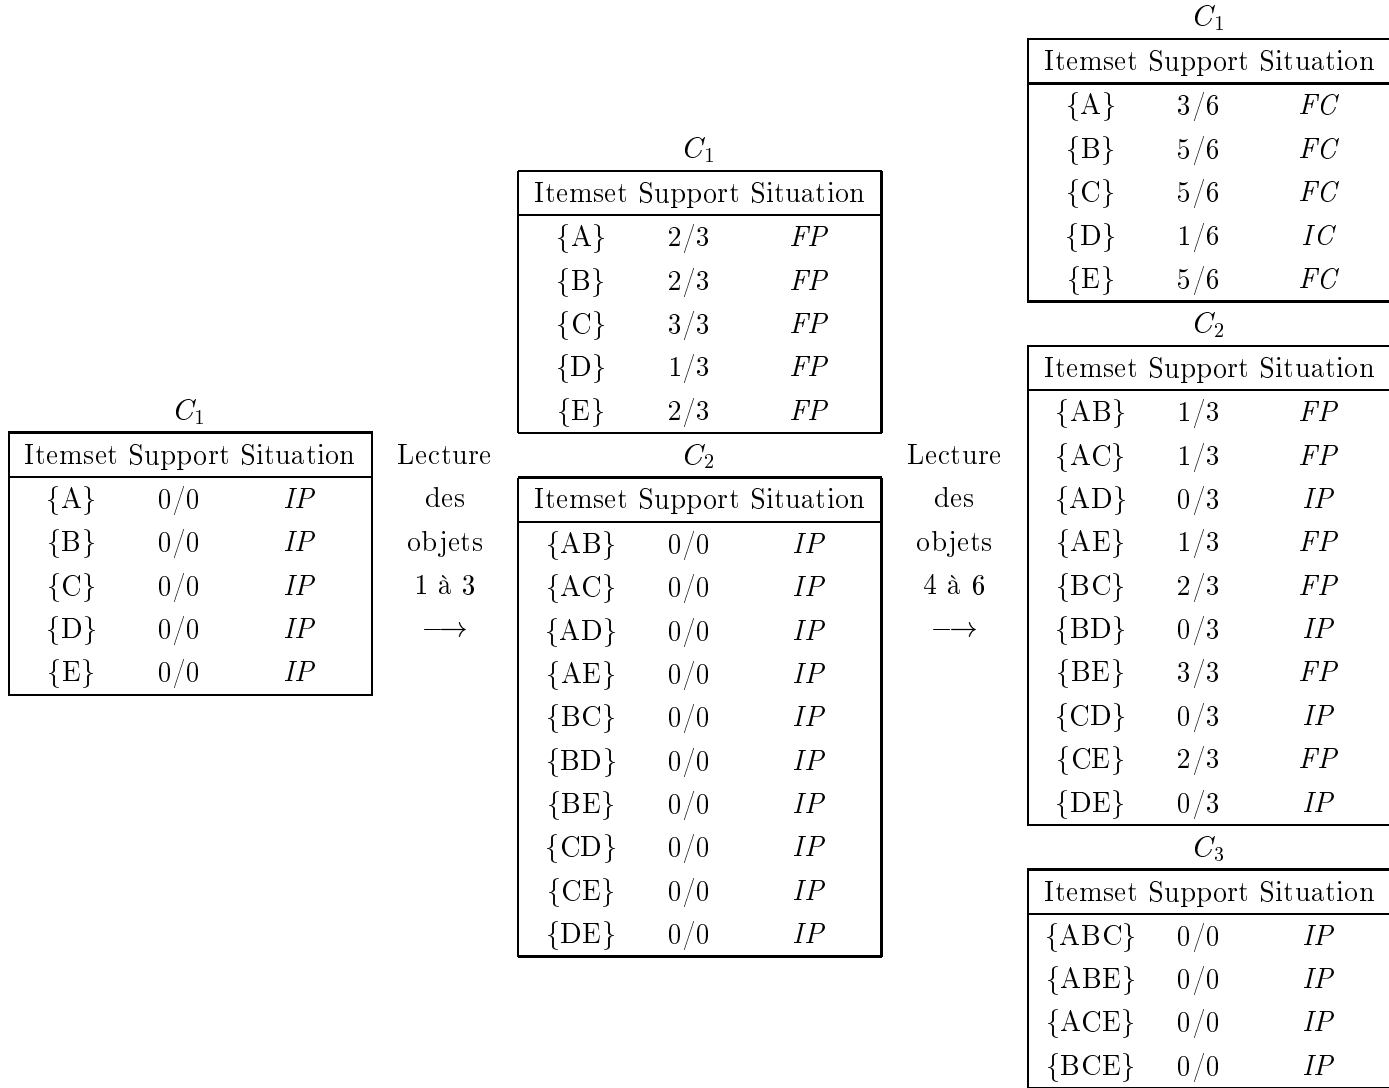 C₁
Itemset Support Situation
{A} 0/0 IP
{B} 0/0 IP
{C} 0/0 IP
{D} 0/0 IP
{E} 0/0 IP
Lecture
des
objets
1 à 3
⟶
C₁
Itemset Support Situation
{A} 2/3 FP
{B} 2/3 FP
{C} 3/3 FP
{D} 1/3 FP
{E} 2/3 FP
C₂
Itemset Support Situation
{AB} 0/0 IP
{AC} 0/0 IP
{AD} 0/0 IP
{AE} 0/0 IP
{BC} 0/0 IP
{BD} 0/0 IP
{BE} 0/0 IP
{CD} 0/0 IP
{CE} 0/0 IP
{DE} 0/0 IP
Lecture
des
objets
4 à 6
⟶
C₁
Itemset Support Situation
{A} 3/6 FC
{B} 5/6 FC
{C} 5/6 FC
{D} 1/6 IC
{E} 5/6 FC
C₂
Itemset Support Situation
{AB} 1/3 FP
{AC} 1/3 FP
{AD} 0/3 IP
{AE} 1/3 FP
{BC} 2/3 FP
{BD} 0/3 IP
{BE} 3/3 FP
{CD} 0/3 IP
{CE} 2/3 FP
{DE} 0/3 IP
C₃
Itemset Support Situation
{ABC} 0/0 IP
{ABE} 0/0 IP
{ACE} 0/0 IP
{BCE} 0/0 IP